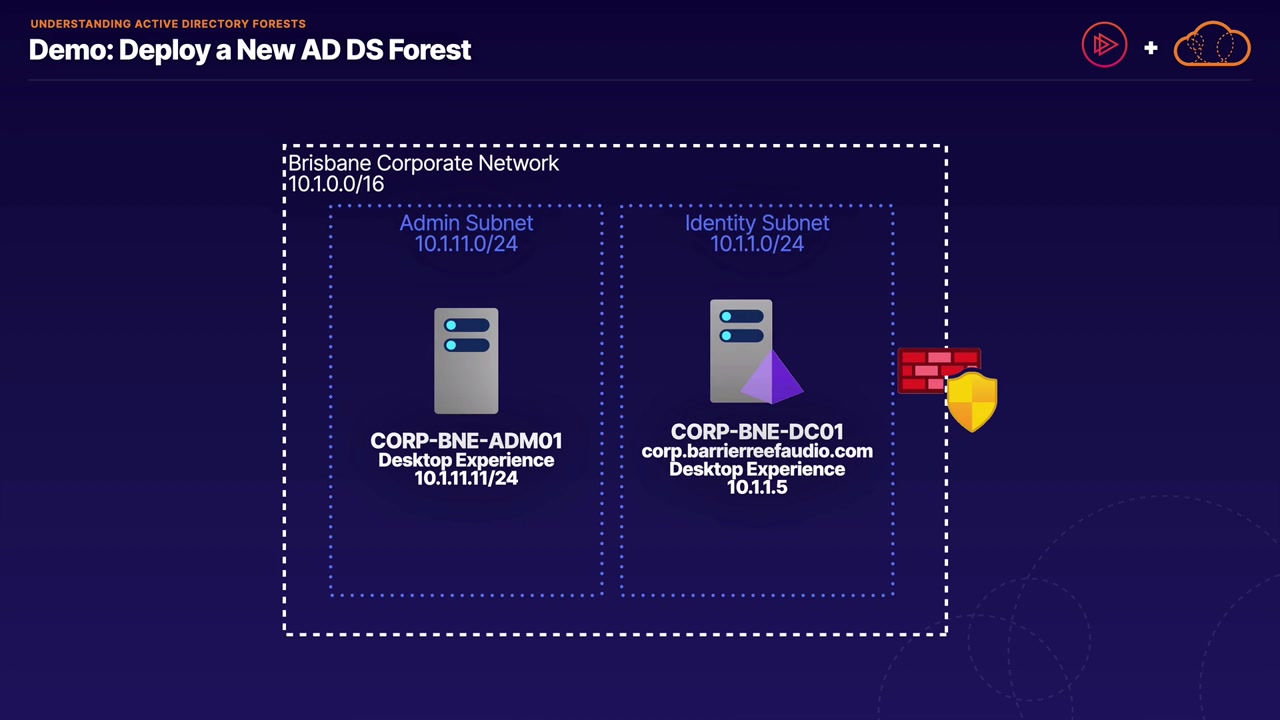 UNDERSTANDING ACTIVE DIRECTORY FORESTS
Demo: Deploy a New AD DS Forest
Brisbane Corporate Network
10.1.0.0/16
Admin Subnet
10.1.11.0/24
Identity Subnet
10.1.1.0/24
CORP-BNE-ADM01
Desktop Experience
10.1.11.11/24
CORP-BNE-DC01
corp.barrierreefaudio.com
Desktop Experience
10.1.1.5